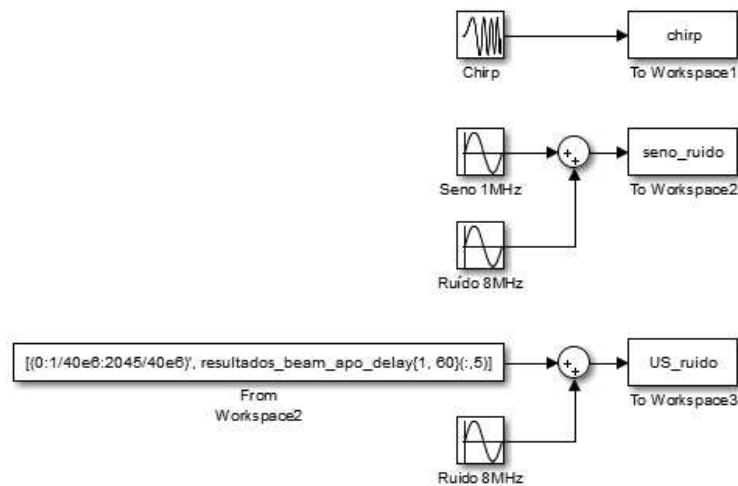 chirp
Chirp
To Workspace1
seno_ruido
Seno 1MHz
To Workspace2
Ruído 8MHz
[(0:1/40e6:2045/40e6)', resultados_beam_apo_delay{1, 60}(:,5)]
US_ruido
From
Workspace2
To Workspace3
Ruido 8MHz